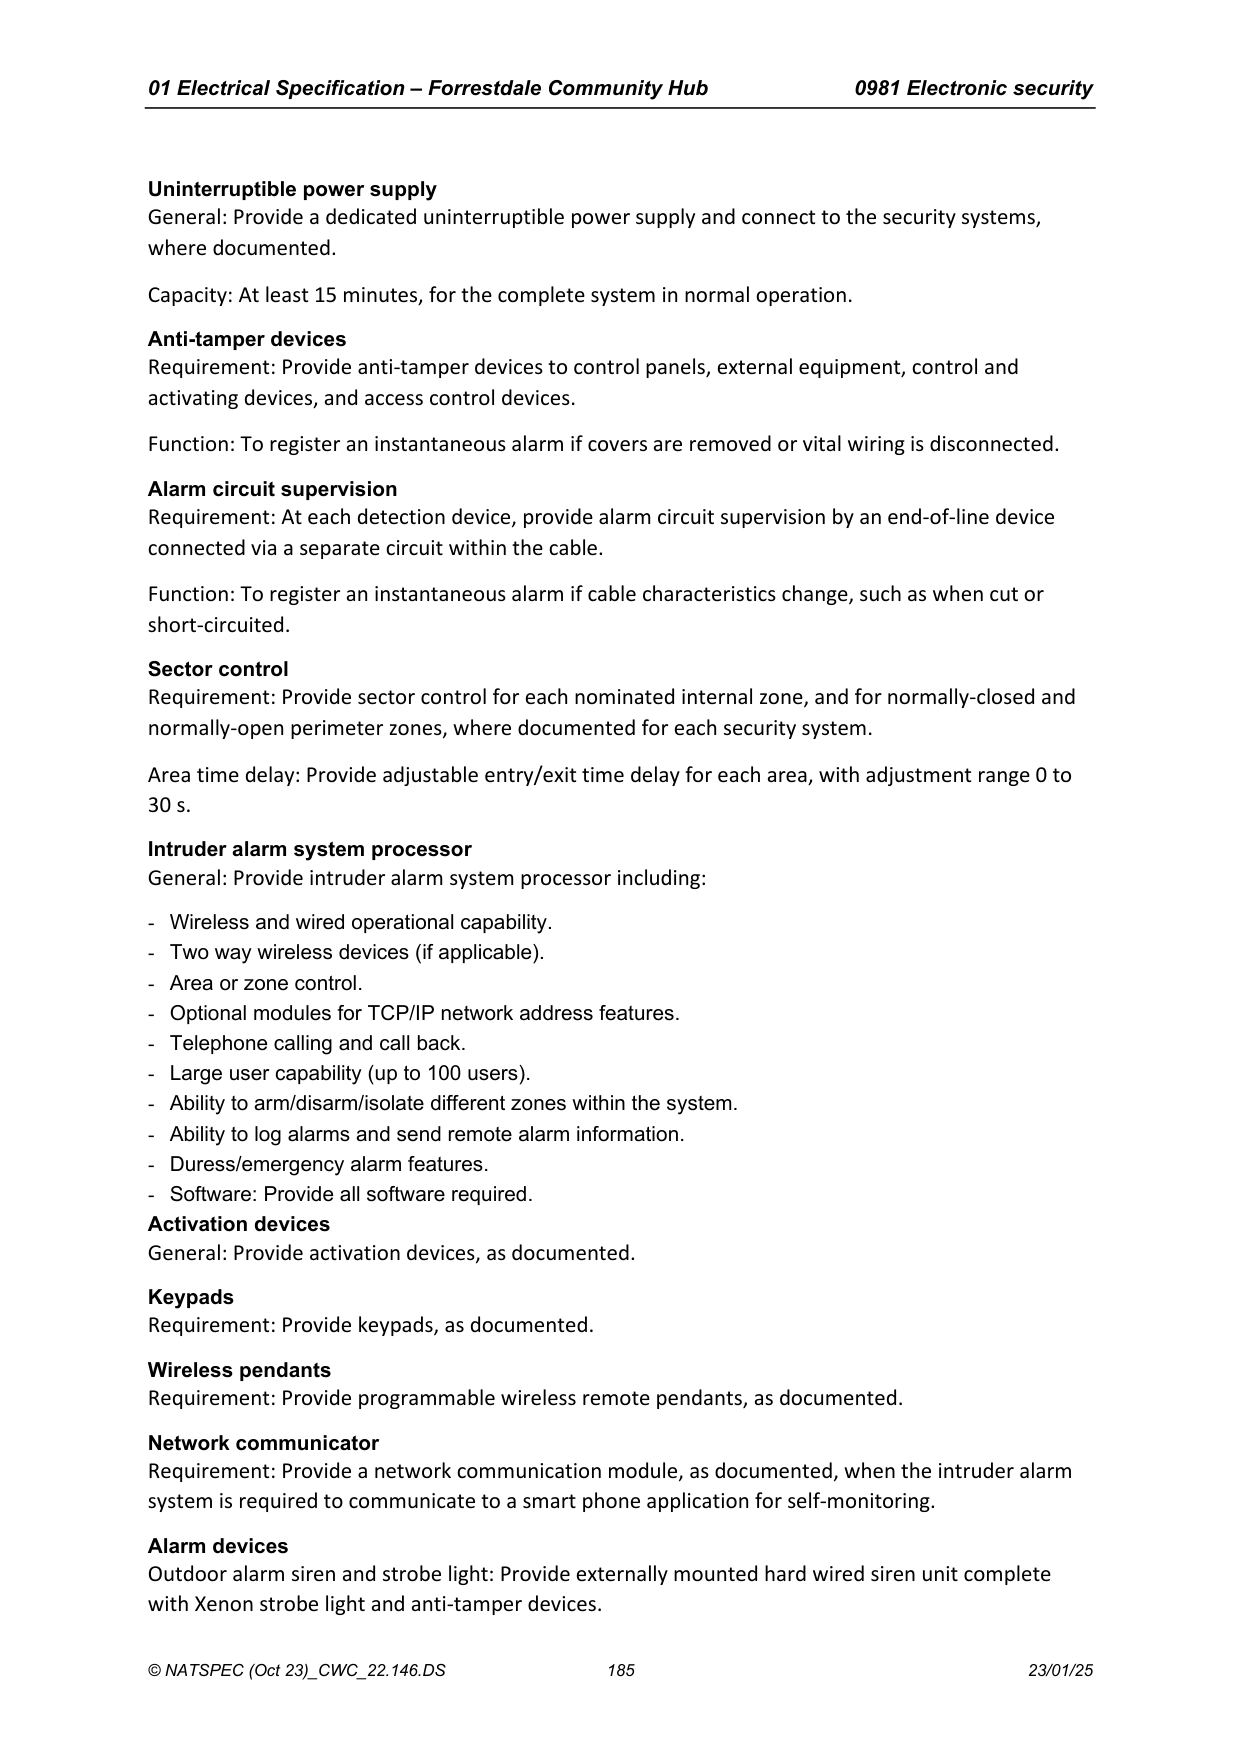 01 Electrical Specification – Forrestdale Community Hub 0981 Electronic security
Uninterruptible power supply
General: Provide a dedicated uninterruptible power supply and connect to the security systems,
where documented.
Capacity: At least 15 minutes, for the complete system in normal operation.
Anti-tamper devices
Requirement: Provide anti-tamper devices to control panels, external equipment, control and
activating devices, and access control devices.
Function: To register an instantaneous alarm if covers are removed or vital wiring is disconnected.
Alarm circuit supervision
Requirement: At each detection device, provide alarm circuit supervision by an end-of-line device
connected via a separate circuit within the cable.
Function: To register an instantaneous alarm if cable characteristics change, such as when cut or
short-circuited.
Sector control
Requirement: Provide sector control for each nominated internal zone, and for normally-closed and
normally-open perimeter zones, where documented for each security system.
Area time delay: Provide adjustable entry/exit time delay for each area, with adjustment range 0 to
30 s.
Intruder alarm system processor
General: Provide intruder alarm system processor including:
- Wireless and wired operational capability.
- Two way wireless devices (if applicable).
- Area or zone control.
- Optional modules for TCP/IP network address features.
- Telephone calling and call back.
- Large user capability (up to 100 users).
- Ability to arm/disarm/isolate different zones within the system.
- Ability to log alarms and send remote alarm information.
- Duress/emergency alarm features.
- Software: Provide all software required.
Activation devices
General: Provide activation devices, as documented.
Keypads
Requirement: Provide keypads, as documented.
Wireless pendants
Requirement: Provide programmable wireless remote pendants, as documented.
Network communicator
Requirement: Provide a network communication module, as documented, when the intruder alarm
system is required to communicate to a smart phone application for self-monitoring.
Alarm devices
Outdoor alarm siren and strobe light: Provide externally mounted hard wired siren unit complete
with Xenon strobe light and anti-tamper devices.
© NATSPEC (Oct 23)_CWC_22.146.DS 185 23/01/25